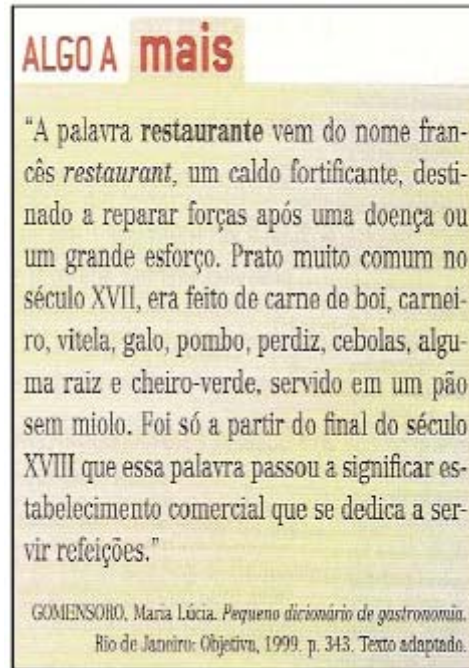 ALGO A mais
“A palavra restaurante vem do nome fran-
cês restaurant, um caldo fortificante, desti-
nado a reparar forças após uma doença ou
um grande esforço. Prato muito comum no
século XVII, era feito de carne de boi, carnei-
ro, vitela, galo, pombo, perdiz, cebolas, algu-
ma raiz e cheiro-verde, servido em um pão
sem miolo. Foi só a partir do final do século
XVIII que essa palavra passou a significar es-
tabelecimento comercial que se dedica a ser-
vir refeições.”
GOMENSORO, Maria Lúcia. Pequeno dicionário de gastronomia.
Rio de Janeiro: Objetiva, 1999. p. 343. Texto adaptado.